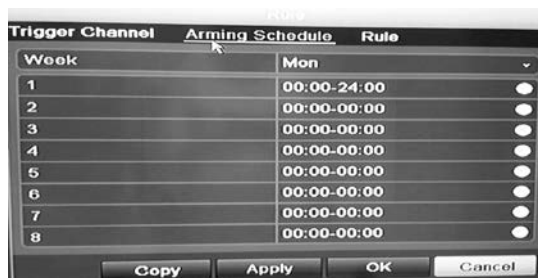 Rule
Trigger Channel Arming Schedule Rule
Week Mon
1 00:00-24:00
2 00:00-00:00
3 00:00-00:00
4 00:00-00:00
5 00:00-00:00
6 00:00-00:00
7 00:00-00:00
8 00:00-00:00
Copy Apply OK Cancel